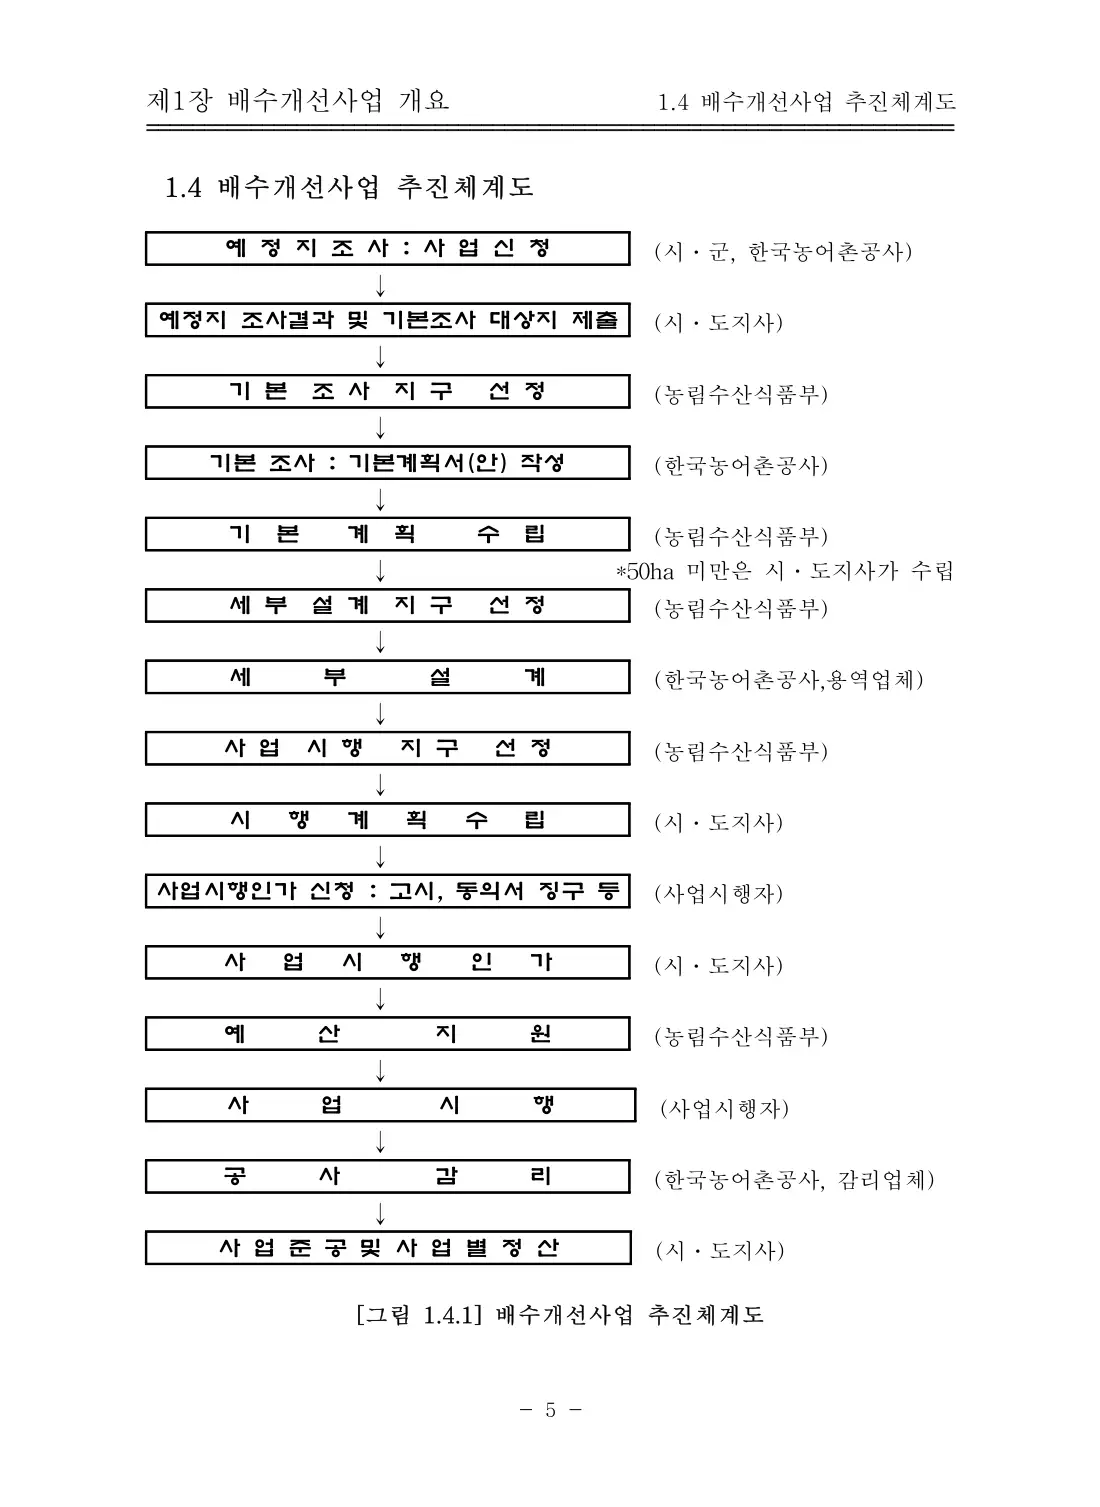 제1장 배수개선사업 개요 1.4 배수개선사업 추진체계도
1.4 배수개선사업 추진체계도
예 정 지 조 사 : 사 업 신 청 (시・군, 한국농어촌공사)
↓
예정지 조사결과 및 기본조사 대상지 제출 (시・도지사)
↓
기 본 조 사 지 구 선 정 (농림수산식품부)
↓
기본 조사 : 기본계획서(안) 작성 (한국농어촌공사)
↓
기 본 계 획 수 립 (농림수산식품부)
↓ *50ha 미만은 시・도지사가 수립
세 부 설 계 지 구 선 정 (농림수산식품부)
↓
세 부 설 계 (한국농어촌공사,용역업체)
↓
사 업 시 행 지 구 선 정 (농림수산식품부)
↓
시 행 계 획 수 립 (시・도지사)
↓
사업시행인가 신청 : 고시, 동의서 징구 등 (사업시행자)
↓
사 업 시 행 인 가 (시・도지사)
↓
예 산 지 원 (농림수산식품부)
↓
사 업 시 행 (사업시행자)
↓
공 사 감 리 (한국농어촌공사, 감리업체)
↓
사 업 준 공 및 사 업 별 정 산 (시・도지사)
[그림 1.4.1] 배수개선사업 추진체계도
- 5 -